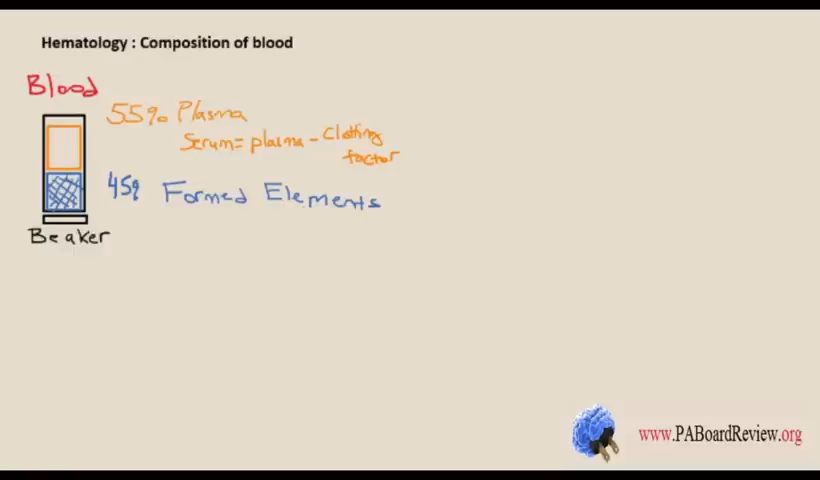 Hematology : Composition of blood
Blood
55% Plasma
Serum = plasma - Clotting
factor
45% Formed Elements
Beaker
www.PABoardReview.org